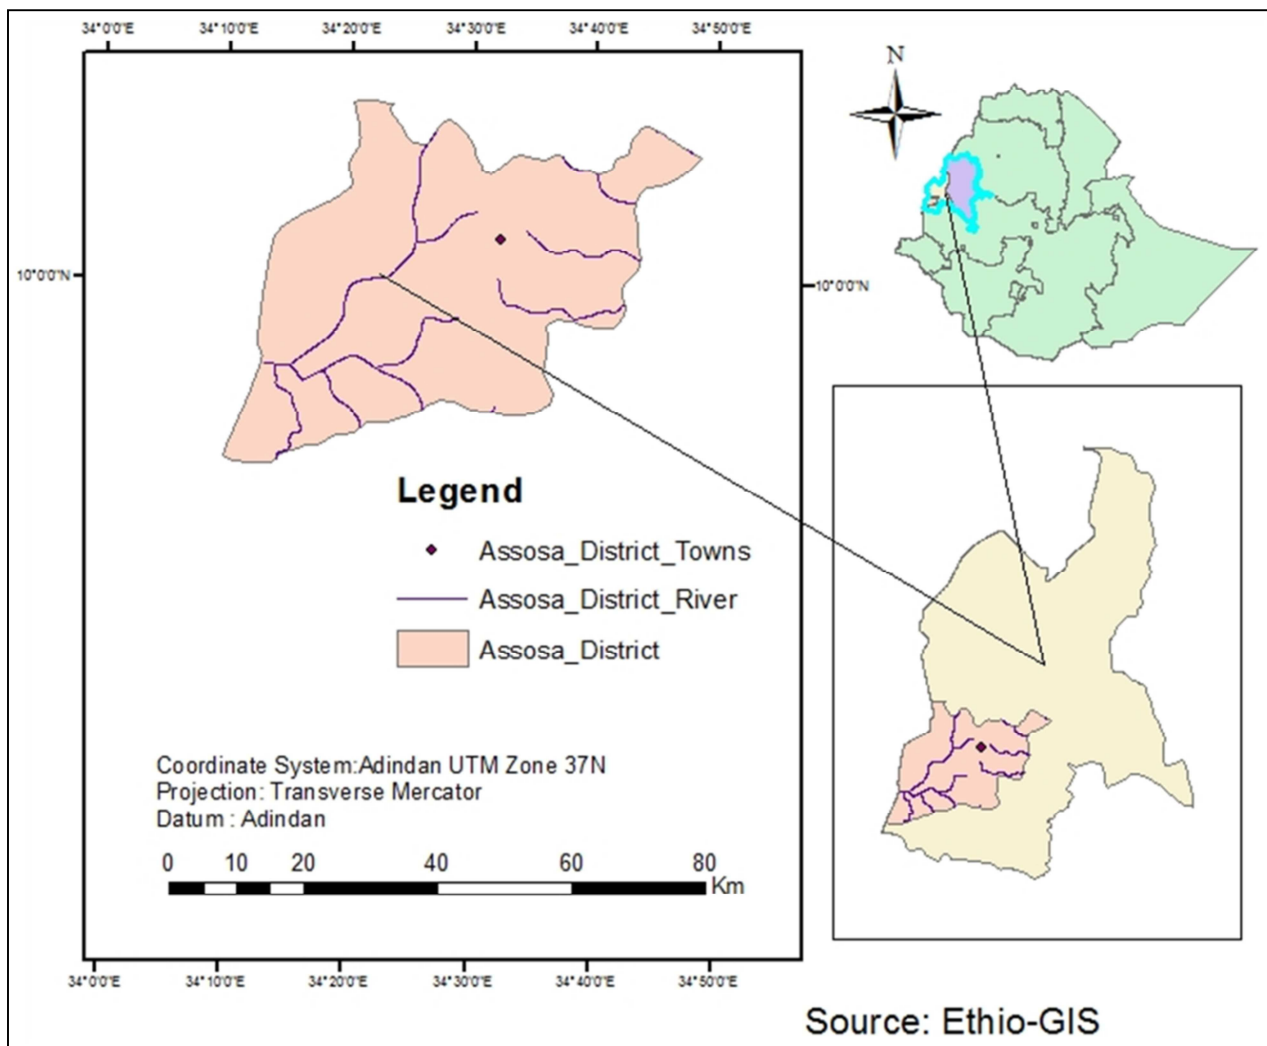 34°0'0"E 34°10'0"E 34°20'0"E 34°30'0"E 34°40'0"E 34°50'0"E
N
10°0'0"N
10°0'0"N
Legend
Assosa_District_Towns
Assosa_District_River
Assosa_District
Coordinate System:Adindan UTM Zone 37N
Projection: Transverse Mercator
Datum : Adindan
0 10 20 40 60 80
Km
34°0'0"E 34°10'0"E 34°20'0"E 34°30'0"E 34°40'0"E 34°50'0"E
Source: Ethio-GIS